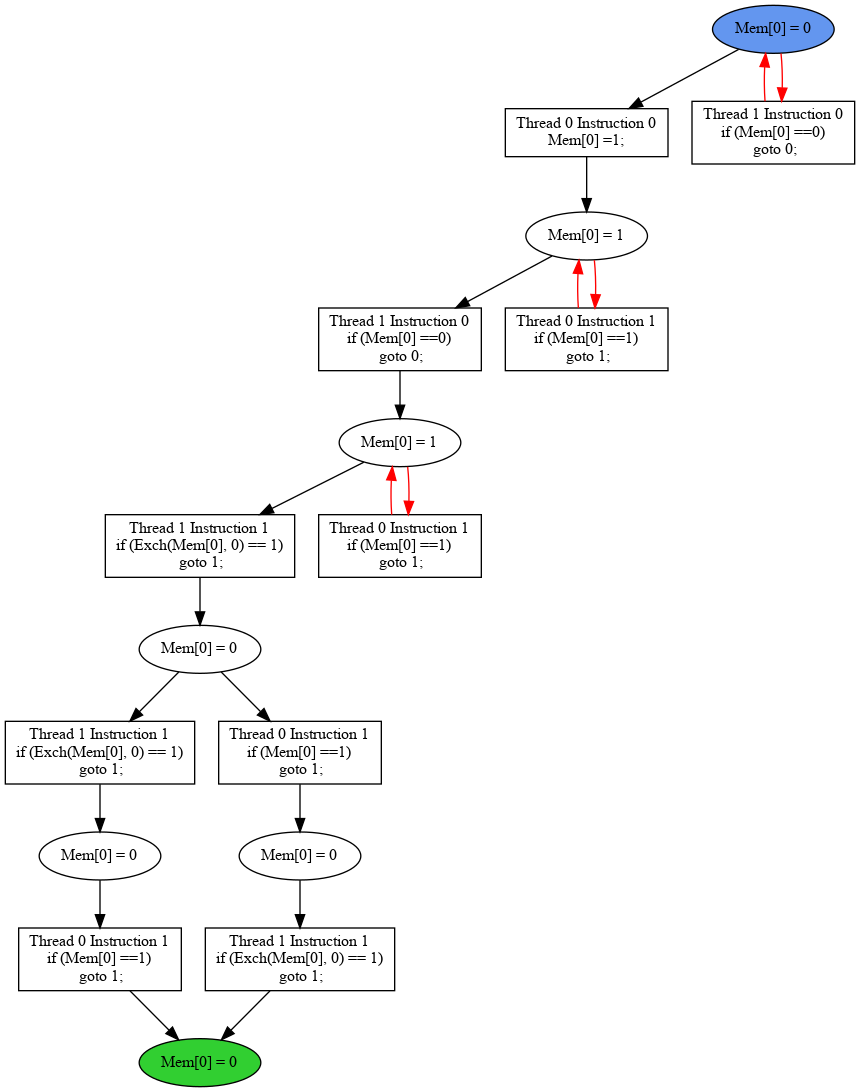 Mem[0] = 0
Thread 0 Instruction 0
Mem[0] =1;
Thread 1 Instruction 0
if (Mem[0] ==0)
goto 0;
Mem[0] = 1
Thread 1 Instruction 0
if (Mem[0] ==0)
goto 0;
Thread 0 Instruction 1
if (Mem[0] ==1)
goto 1;
Mem[0] = 1
Thread 1 Instruction 1
if (Exch(Mem[0], 0) == 1)
goto 1;
Thread 0 Instruction 1
if (Mem[0] ==1)
goto 1;
Mem[0] = 0
Thread 1 Instruction 1
if (Exch(Mem[0], 0) == 1)
goto 1;
Thread 0 Instruction 1
if (Mem[0] ==1)
goto 1;
Mem[0] = 0
Mem[0] = 0
Thread 0 Instruction 1
if (Mem[0] ==1)
goto 1;
Thread 1 Instruction 1
if (Exch(Mem[0], 0) == 1)
goto 1;
Mem[0] = 0